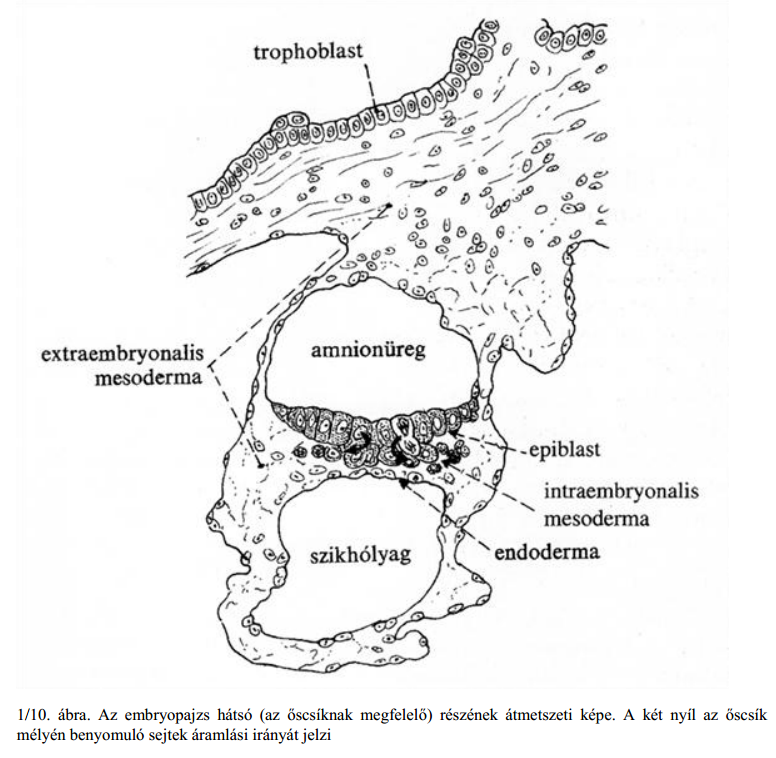 trophoblast
extraembryonalis
mesoderma
amnionüreg
epiblast
intraembryonalis
mesoderma
endoderma
szikhólyag
1/10. ábra. Az embryopajzs hátsó (az őscsíknak megfelelő) részének átmetszeti képe. A két nyíl az őscsík
mélyén benyomuló sejtek áramlási irányát jelzi